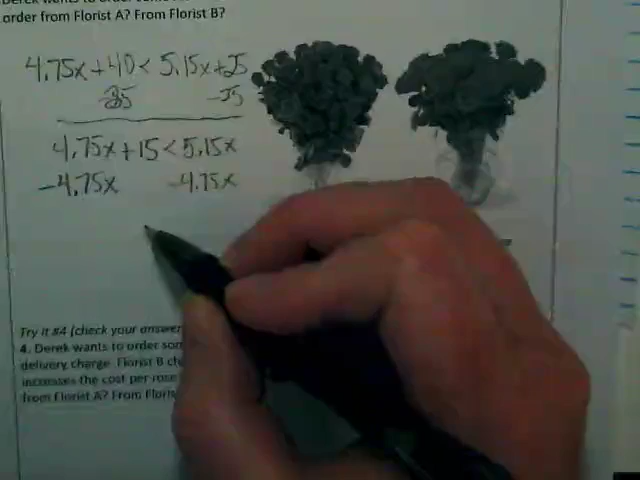 order from Florist A? From Florist B?
4.75x+40 < 5.15x+25
-25 -25
4.75x+15 < 5.15x
-4.75x -4.75x
Try it #4 (check your answer
4. Derek wants to order som
delivery charge. Florist B ch
increases the cost per rose
from Florist A? From Floris